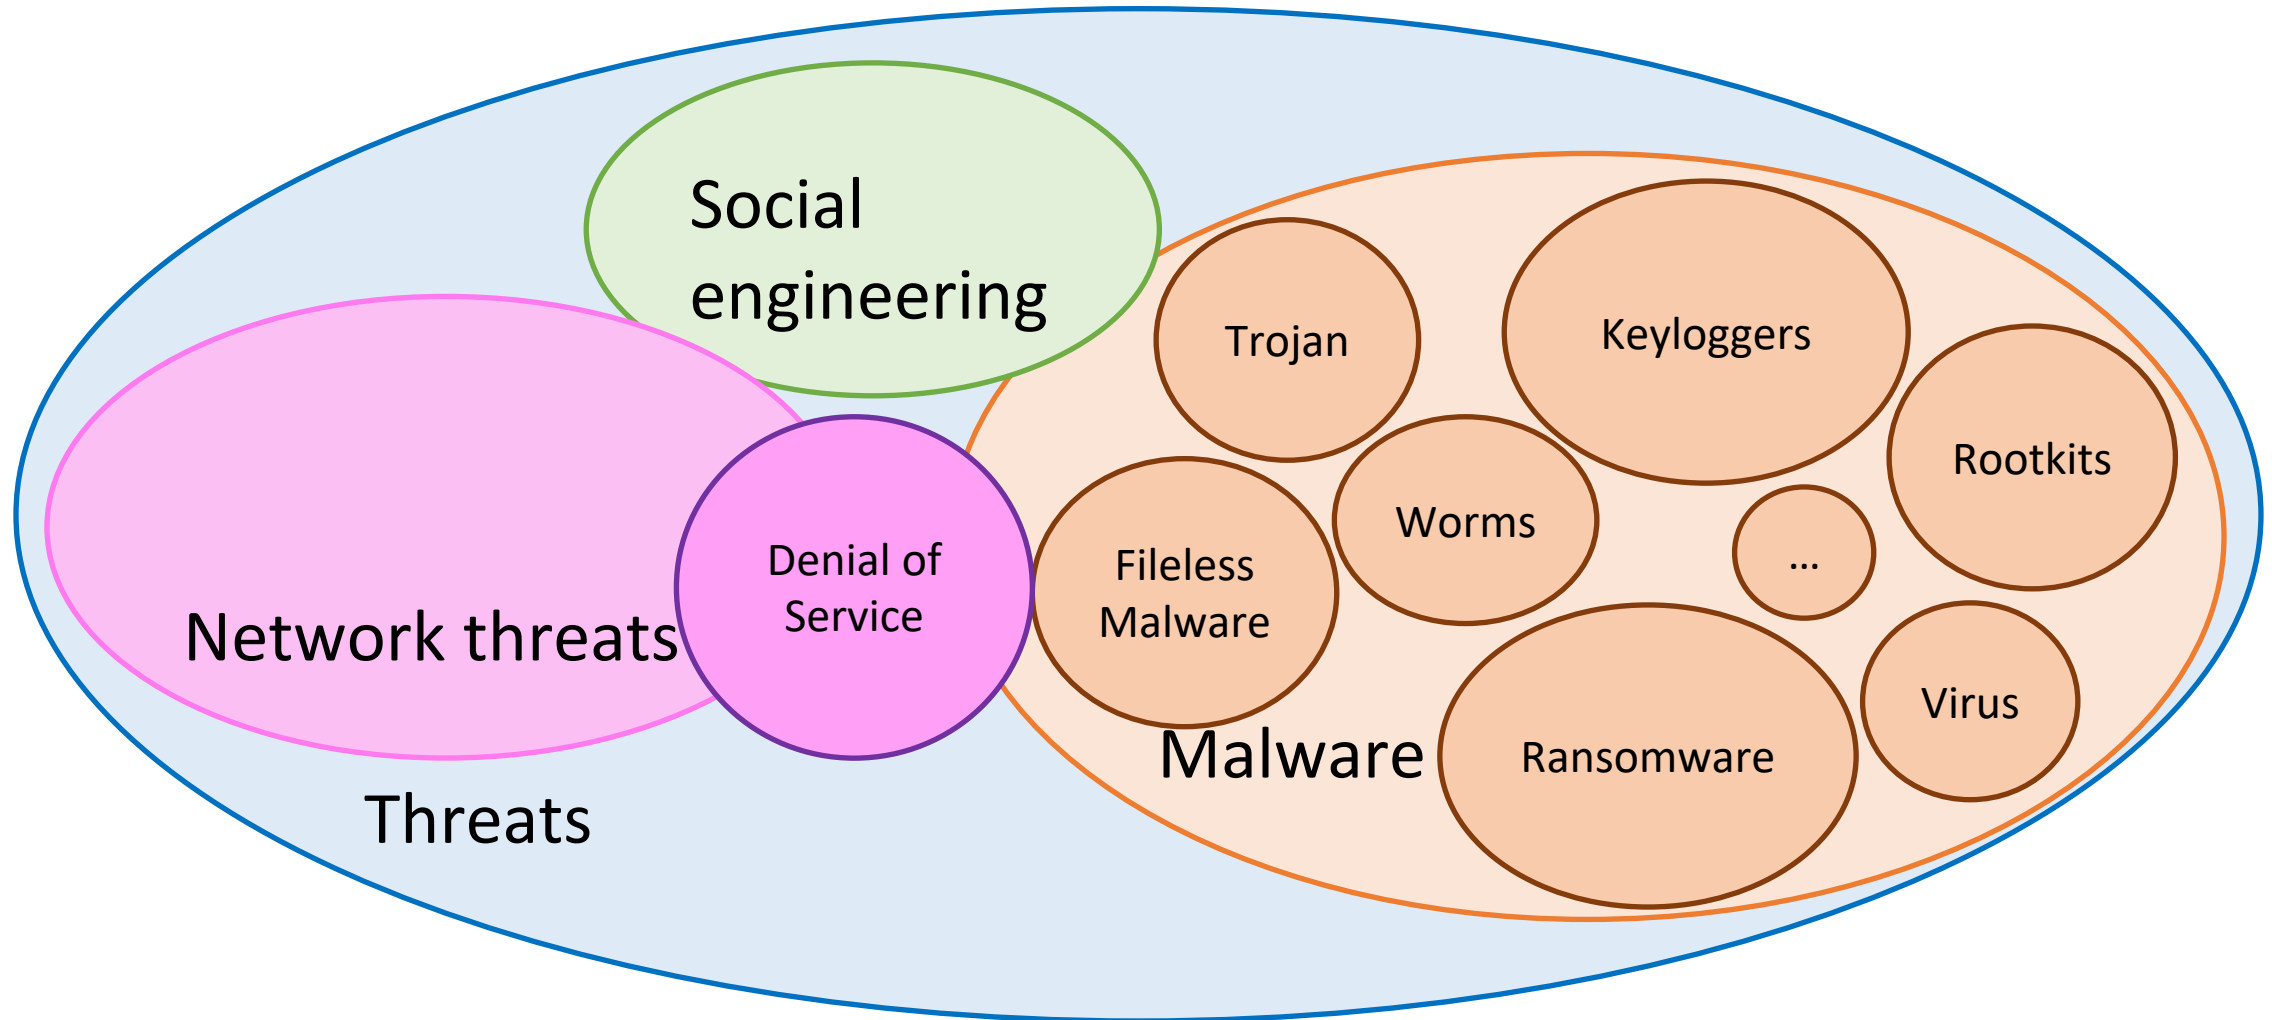 Social
engineering
Trojan
Keyloggers
Rootkits
Worms
...
Denial of
Service
Fileless
Malware
Network threats
Virus
Malware
Ransomware
Threats